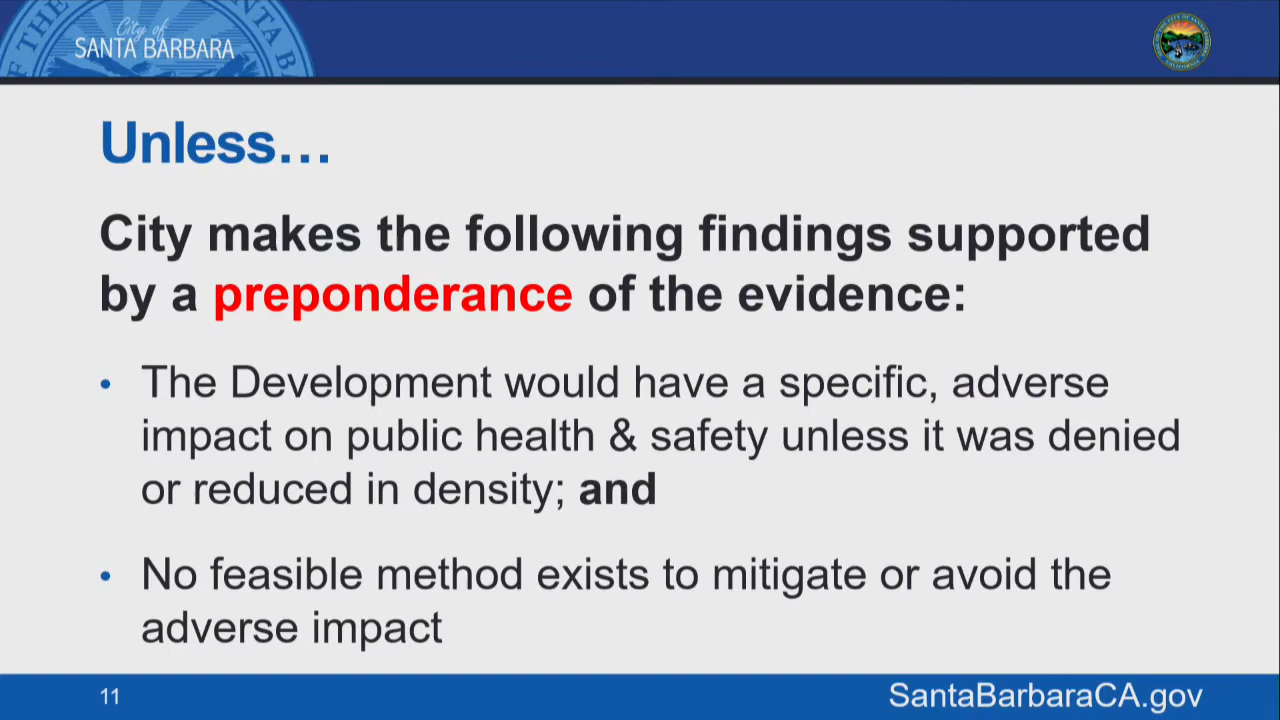 City of
SANTA BARBARA
Unless…
City makes the following findings supported
by a preponderance of the evidence:
• The Development would have a specific, adverse
impact on public health & safety unless it was denied
or reduced in density; and
• No feasible method exists to mitigate or avoid the
adverse impact
11
SantaBarbaraCA.gov